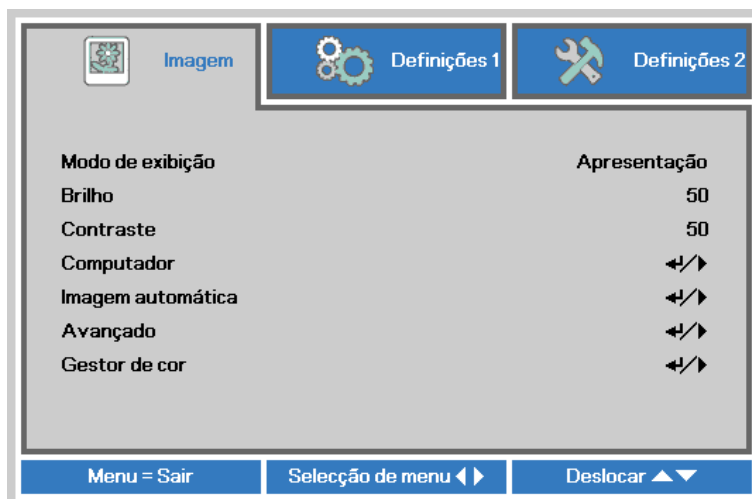 Imagem Definições 1 Definições 2
Modo de exibição Apresentação
Brilho 50
Contraste 50
Computador
Imagem automática
Avançado
Gestor de cor
Menu = Sair Selecção de menu Deslocar